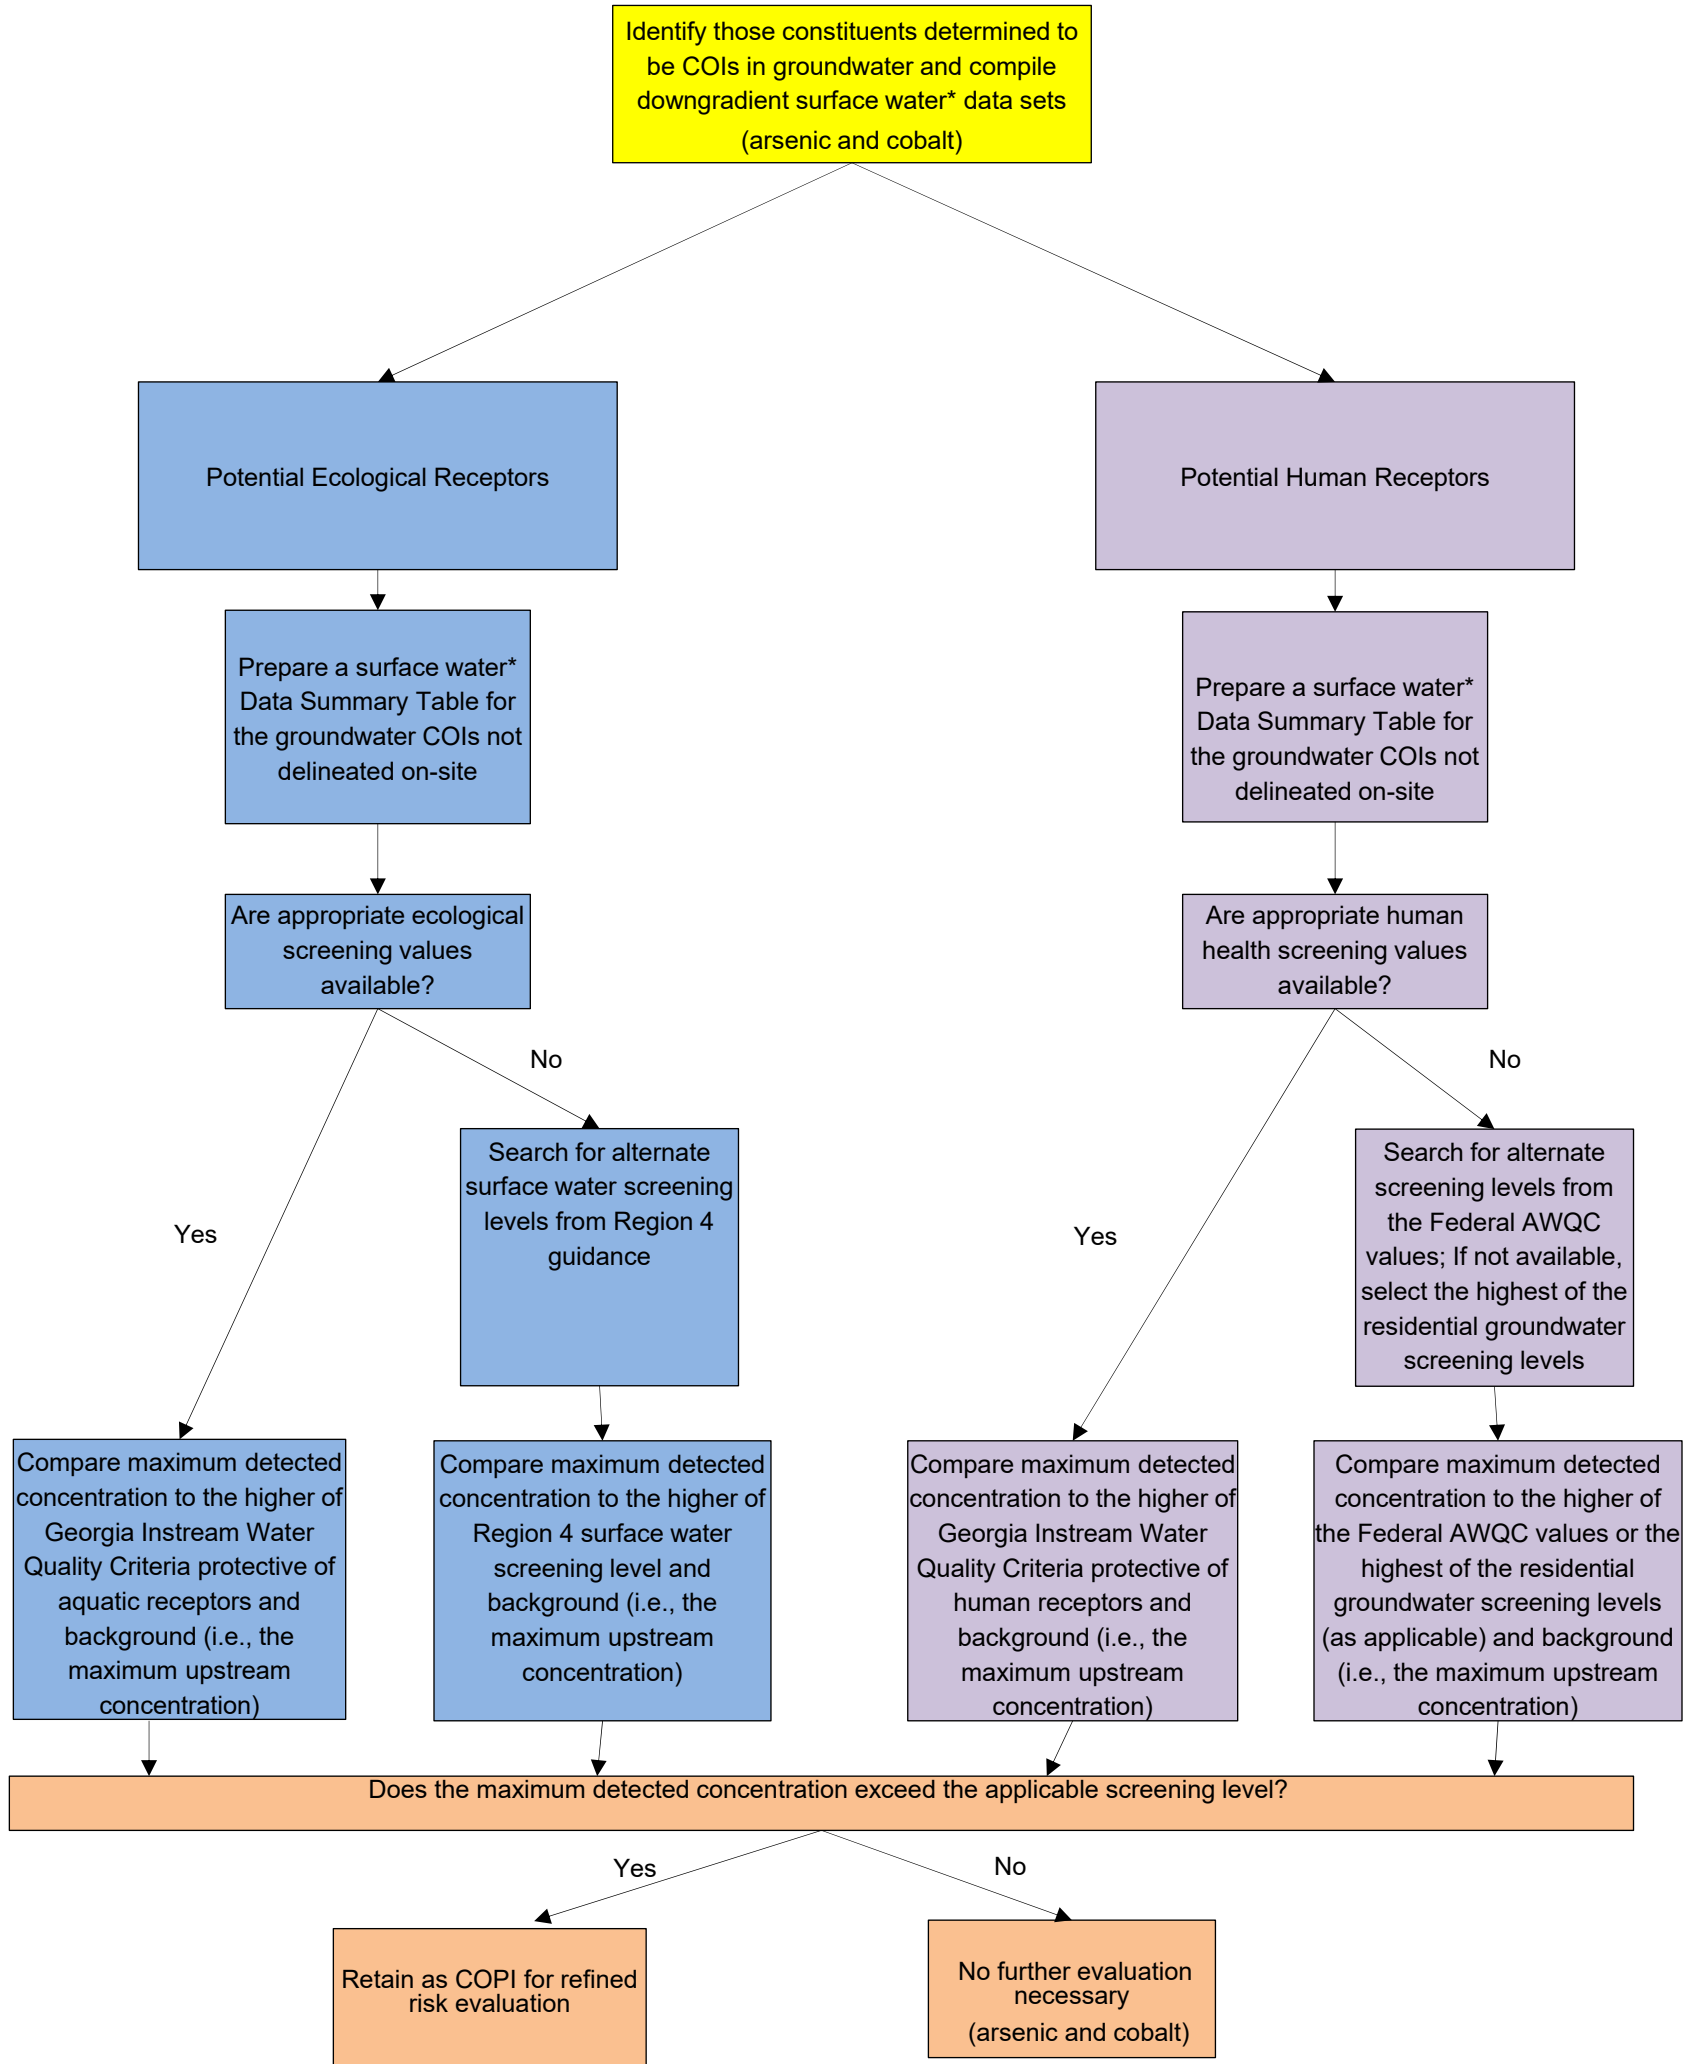 Identify those constituents determined to
be COIs in groundwater and compile
downgradient surface water* data sets
(arsenic and cobalt)
Potential Ecological Receptors
Potential Human Receptors
Prepare a surface water*
Data Summary Table for
the groundwater COIs not
delineated on-site
Prepare a surface water*
Data Summary Table for
the groundwater COIs not
delineated on-site
Are appropriate ecological
screening values
available?
Are appropriate human
health screening values
available?
No
No
Search for alternate
surface water screening
levels from Region 4
guidance
Search for alternate
screening levels from
the Federal AWQC
values; If not available,
select the highest of the
residential groundwater
screening levels
Yes
Yes
Compare maximum detected
concentration to the higher of
Georgia Instream Water
Quality Criteria protective of
aquatic receptors and
background (i.e., the
maximum upstream
concentration)
Compare maximum detected
concentration to the higher of
Region 4 surface water
screening level and
background (i.e., the
maximum upstream
concentration)
Compare maximum detected
concentration to the higher of
Georgia Instream Water
Quality Criteria protective of
human receptors and
background (i.e., the
maximum upstream
concentration)
Compare maximum detected
concentration to the higher of
the Federal AWQC values or the
highest of the residential
groundwater screening levels
(as applicable) and background
(i.e., the maximum upstream
concentration)
Does the maximum detected concentration exceed the applicable screening level?
Yes
No
Retain as COPI for refined
risk evaluation
No further evaluation
necessary
(arsenic and cobalt)